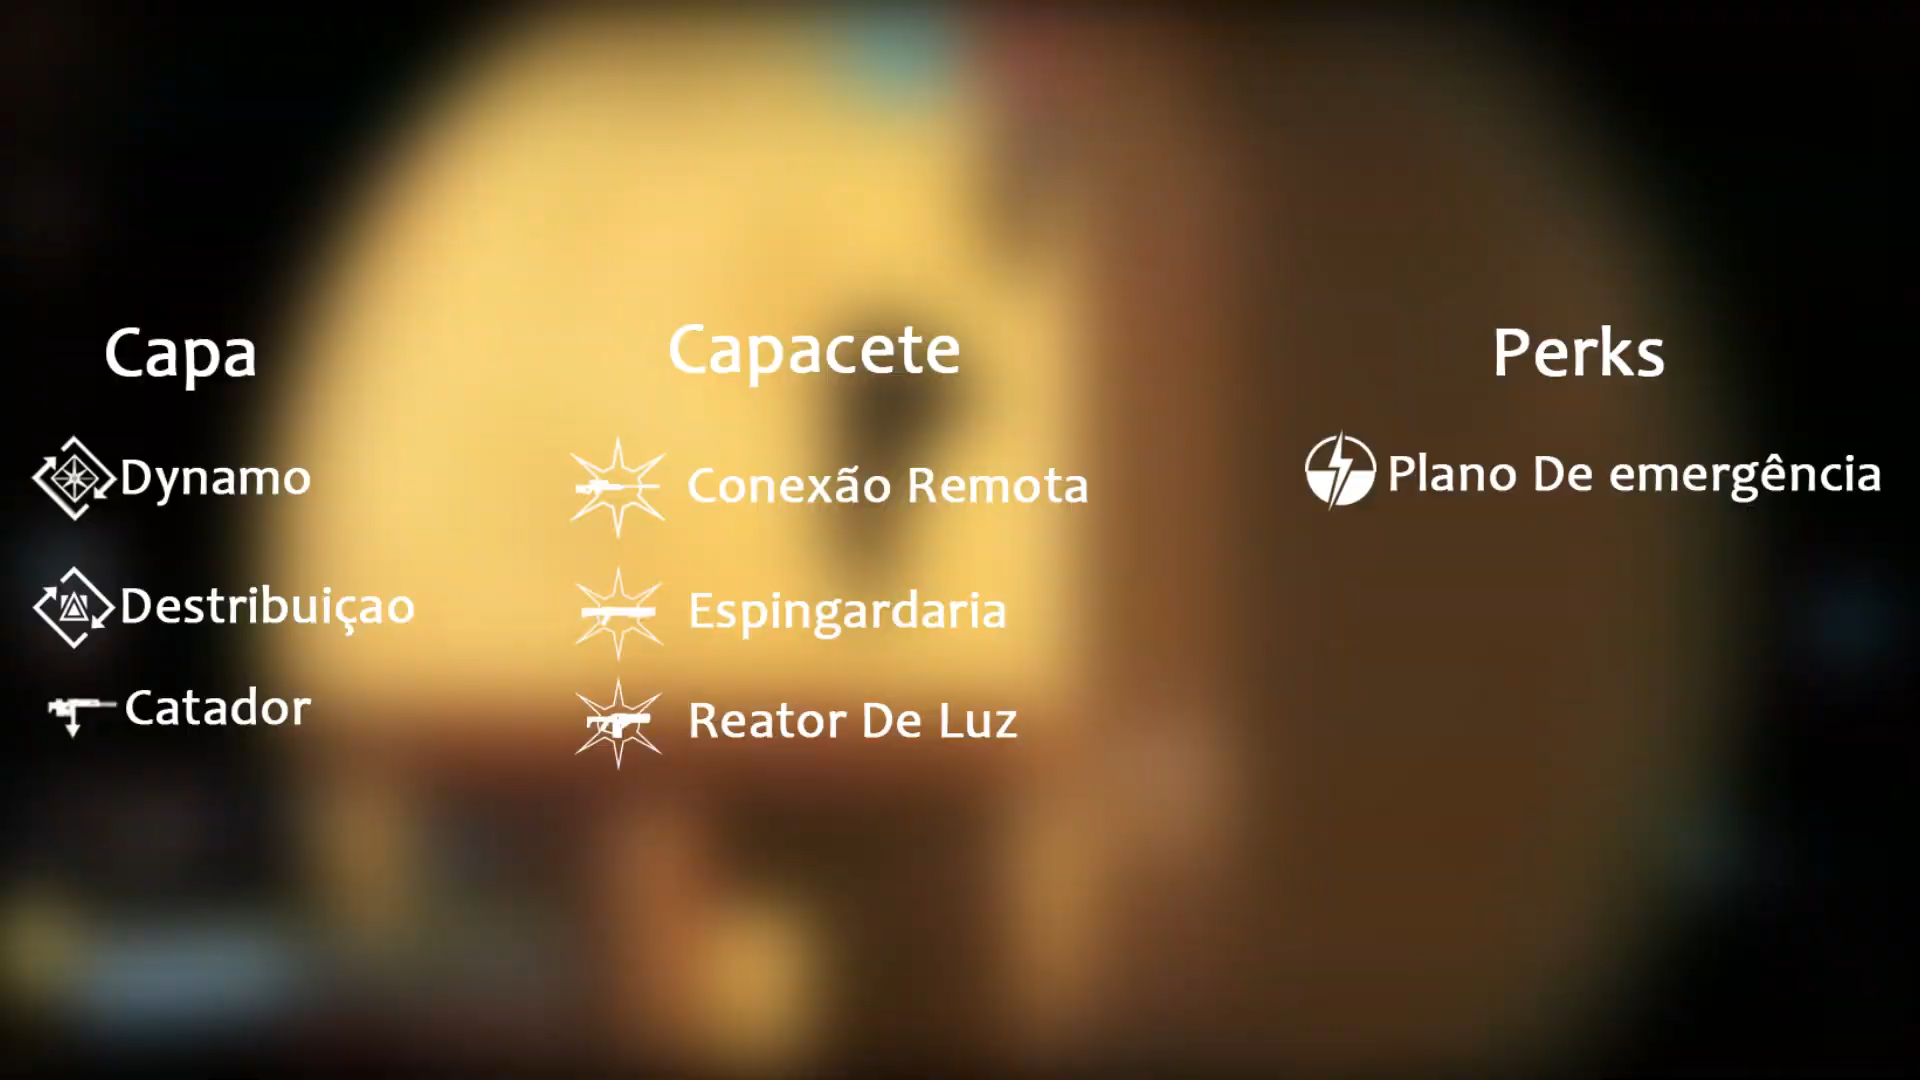 Capa
Dynamo
Destribuiçao
Catador
Capacete
Conexão Remota
Espingardaria
Reator De Luz
Perks
Plano De emergência